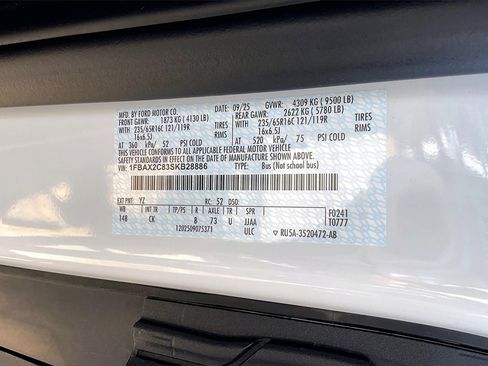 MFD. BY FORD MOTOR CO. 09/25 GVWR: 4309 KG ( 9500 LB)
FRONT GAWR: 1873 KG ( 4130 LB) REAR GAWR: 2622 KG ( 5780 LB)
WITH 235/65R16C 121/119R TIRES WITH 235/65R16C 121/119R TIRES
16x6.5J RIMS 16x6.5J RIMS
AT 360 kPa/ 52 PSI COLD AT 520 kPa/ 75 PSI COLD
THIS VEHICLE CONFORMS TO ALL APPLICABLE FEDERAL MOTOR VEHICLE
SAFETY STANDARDS IN EFFECT ON THE DATE OF MANUFACTURE SHOWN ABOVE.
VIN: 1FBAX2C83SKB28886 TYPE: Bus (Not school bus)
EXT PNT: YZ RC: 52 DSO:
WB TP/PS R AXLE TR SPR F0241
148 CK 8 73 U JJAA T0777
1202509075371 ULC ▽ RU5A-3520472-AB